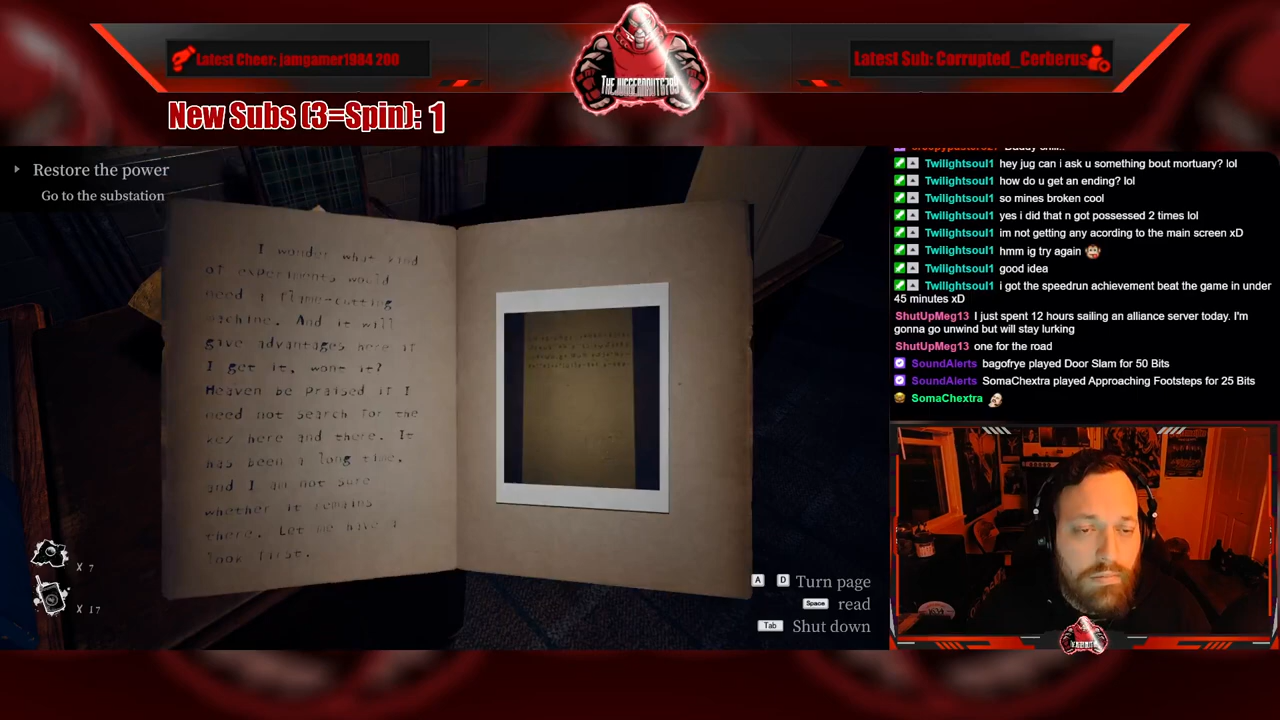 Latest Cheer: jamgamer1984 200
THEJUGGERNAUT6789
Latest Sub: Corrupted_Cerberus
New Subs (3=Spin): 1
Restore the power
Go to the substation
I wonder what kind
of experiments would
need a flame-cutting
machine. And it will
gave advantages here if
I get it, wont it?
Heaven be praised if I
need not search for the
key here and there. It
has been a long time,
and I am not sure
whether it remains
there. Let me have a
look first.
X 7
X 17
A D Turn page
Space read
Tab Shut down
Twilightsoul1 hey jug can i ask u something bout mortuary? lol
Twilightsoul1 how do u get an ending? lol
Twilightsoul1 so mines broken cool
Twilightsoul1 yes i did that n got possessed 2 times lol
Twilightsoul1 im not getting any acording to the main screen xD
Twilightsoul1 hmm ig try again
Twilightsoul1 good idea
Twilightsoul1 i got the speedrun achievement beat the game in under
45 minutes xD
ShutUpMeg13 I just spent 12 hours sailing an alliance server today. I'm
gonna go unwind but will stay lurking
ShutUpMeg13 one for the road
SoundAlerts bagofrye played Door Slam for 50 Bits
SoundAlerts SomaChextra played Approaching Footsteps for 25 Bits
SomaChextra